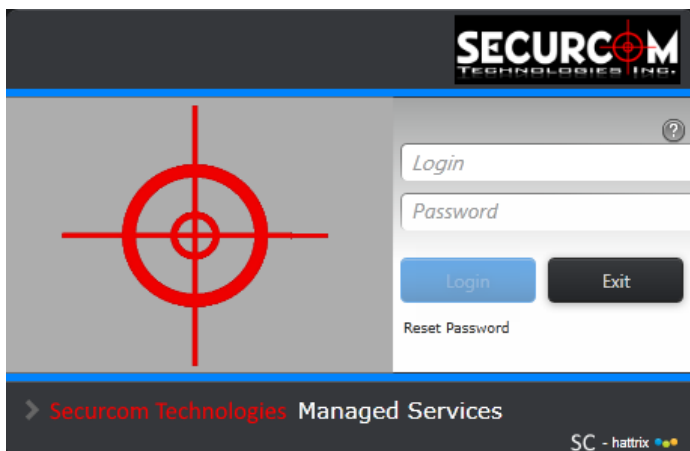 SECURCOM
TECHNOLOGIES INC.
?
Login
Password
Login Exit
Reset Password
Securcom Technologies Managed Services
SC - hattrix